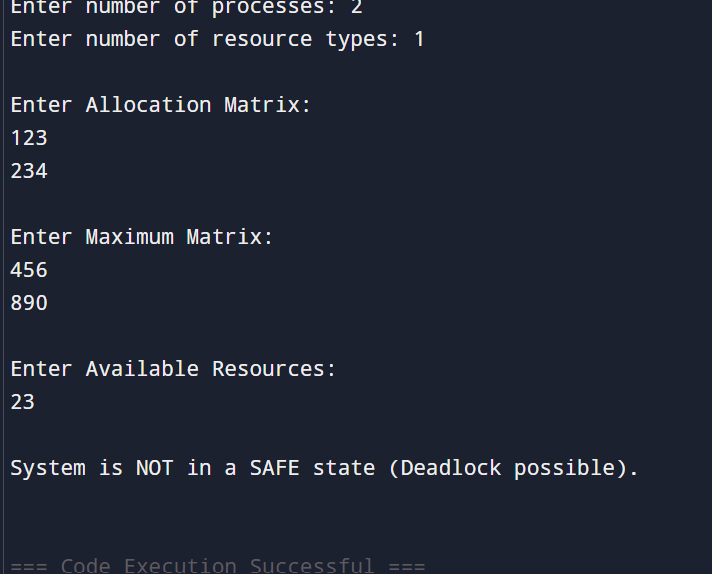 Enter number of processes: 2
Enter number of resource types: 1
Enter Allocation Matrix:
123
234
Enter Maximum Matrix:
456
890
Enter Available Resources:
23
System is NOT in a SAFE state (Deadlock possible).
=== Code Execution Successful ===